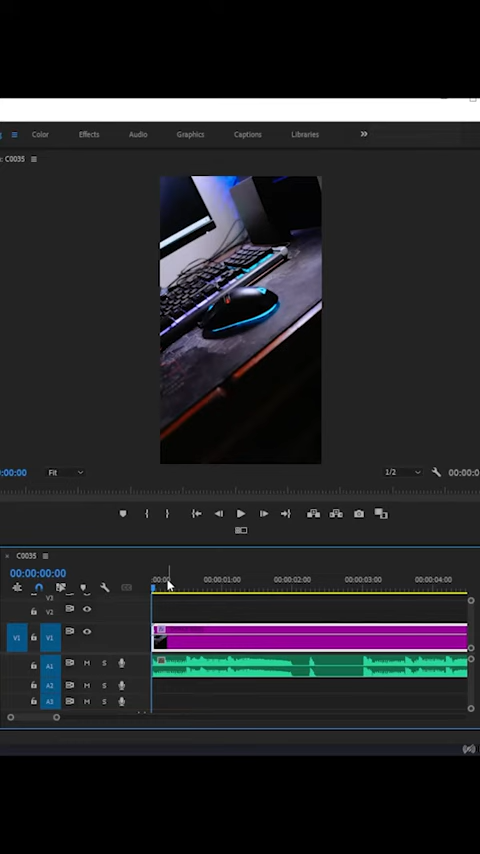 Color Effects Audio Graphics Captions Libraries
: C0035
0:00:00 Fit 1/2 00:00:0
× C0035
00:00:00:00
:00:00 00:00:01:00 00:00:02:00 00:00:03:00 00:00:04:00
V3
V2
V1 V1
A1 M S
A2 M S
A3 M S